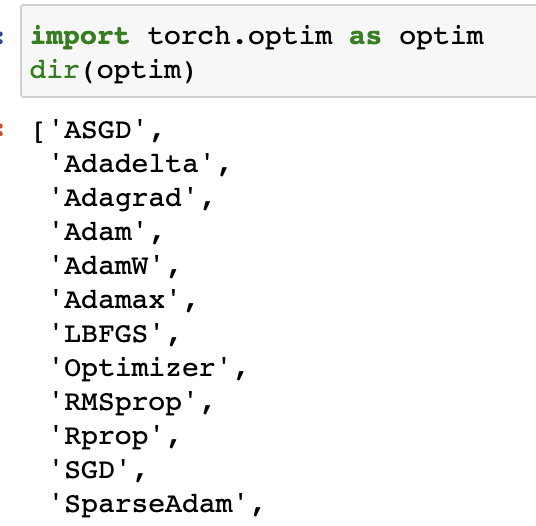 :
import torch.optim as optim
dir(optim)
:
['ASGD',
'Adadelta',
'Adagrad',
'Adam',
'AdamW',
'Adamax',
'LBFGS',
'Optimizer',
'RMSprop',
'Rprop',
'SGD',
'SparseAdam',